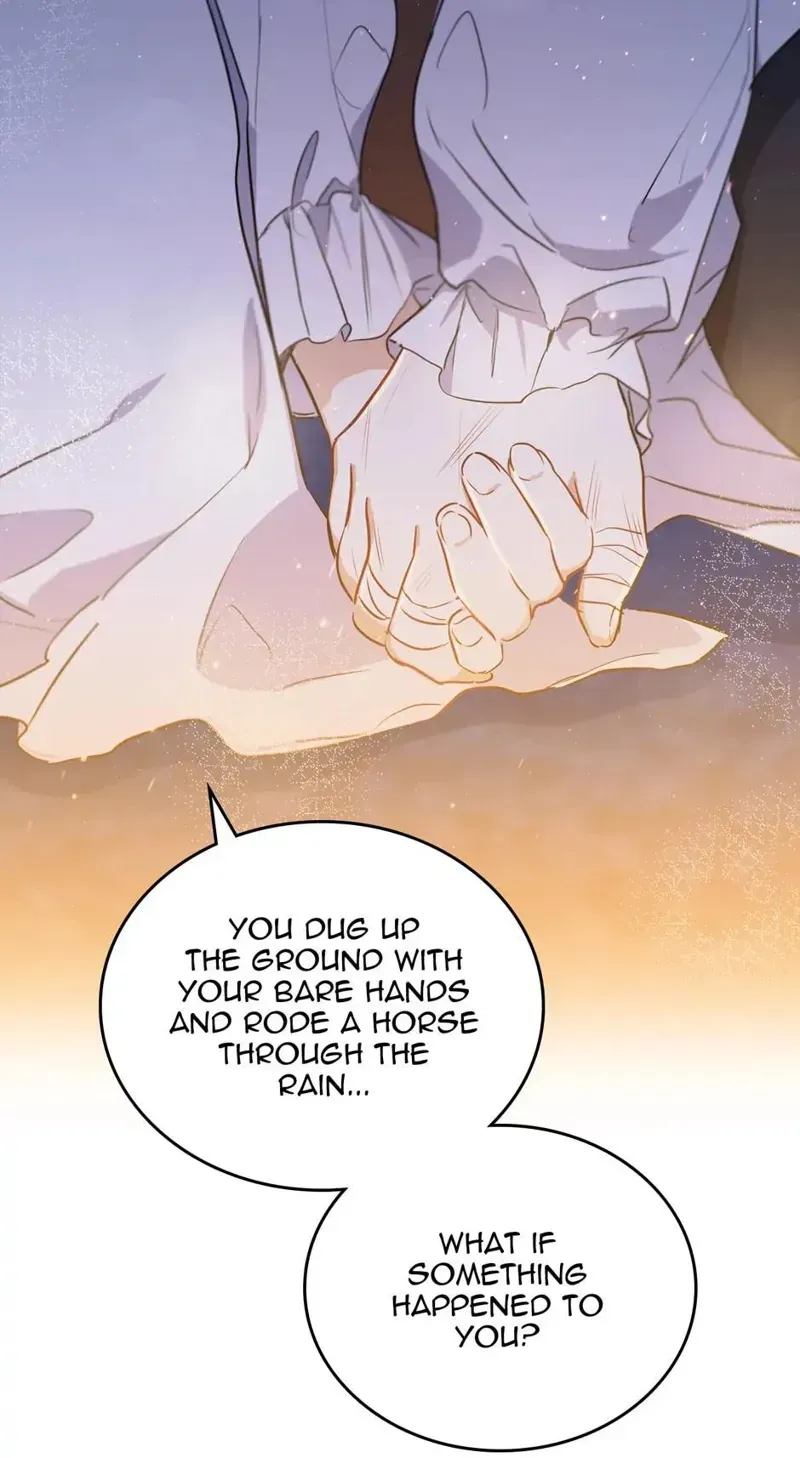 YOU DUG UP
THE GROUND WITH
YOUR BARE HANDS
AND RODE A HORSE
THROUGH THE
RAIN...
WHAT IF
SOMETHING
HAPPENED TO
YOU?